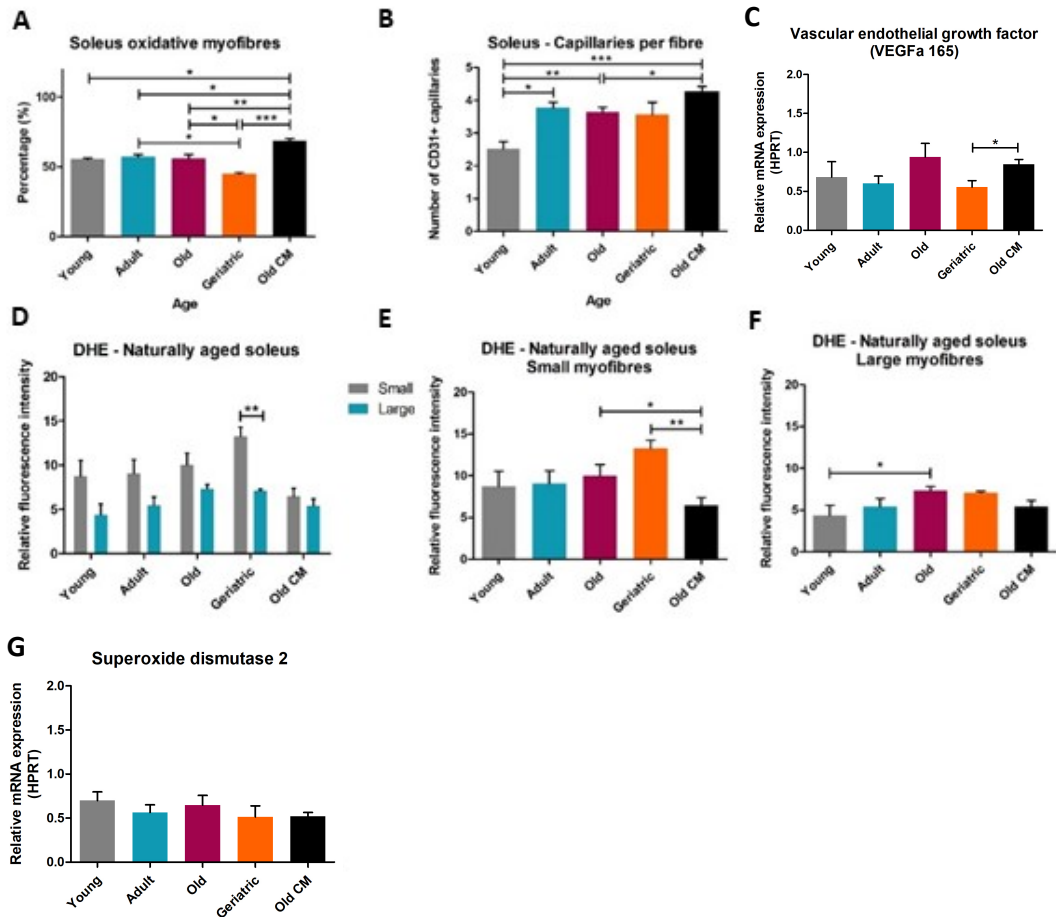 A
Soleus oxidative myofibres
Percentage (%)
100
50
0
*
*
**
*
***
*
Young
Adult
Old
Geriatric
Old CM
Age
B
Soleus - Capillaries per fibre
Number of CD31+ capillaries
5
4
3
2
1
0
***
**
*
*
Young
Adult
Old
Geriatric
Old CM
Age
C
Vascular endothelial growth factor
(VEGFa 165)
Relative mRNA expression
(HPRT)
2.0
1.5
1.0
0.5
0.0
*
Young
Adult
Old
Geriatric
Old CM
D
DHE - Naturally aged soleus
Relative fluorescence intensity
20
15
10
5
0
**
Small
Large
Young
Adult
Old
Geriatric
Old CM
E
DHE - Naturally aged soleus
Small myofibres
Relative fluorescence intensity
20
15
10
5
0
*
**
Young
Adult
Old
Geriatric
Old CM
F
DHE - Naturally aged soleus
Large myofibres
Relative fluorescence intensity
20
15
10
5
0
*
Young
Adult
Old
Geriatric
Old CM
G
Superoxide dismutase 2
Relative mRNA expression
(HPRT)
2.0
1.5
1.0
0.5
0.0
Young
Adult
Old
Geriatric
Old CM